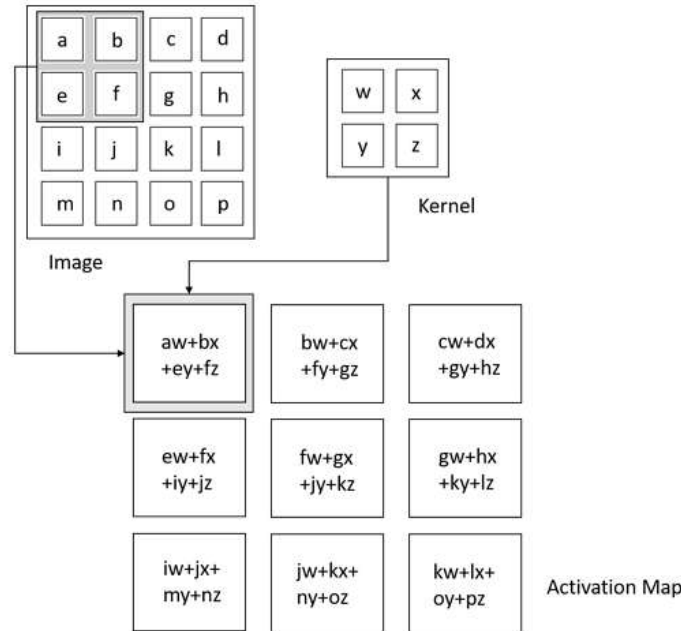 a b c d
e f g h
i j k l
m n o p
Image
w x
y z
Kernel
aw+bx
+ey+fz
bw+cx
+fy+gz
cw+dx
+gy+hz
ew+fx
+iy+jz
fw+gx
+jy+kz
gw+hx
+ky+lz
iw+jx+
my+nz
jw+kx+
ny+oz
kw+lx+
oy+pz
Activation Map